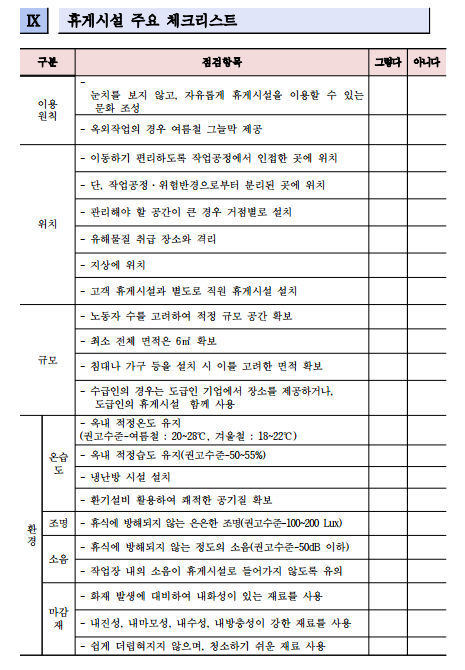 Ⅸ 휴게시설 주요 체크리스트
구분 점검항목 그렇다 아니다
이용
원칙
-
눈치를 보지 않고, 자유롭게 휴게시설을 이용할 수 있는
문화 조성
- 옥외작업의 경우 여름철 그늘막 제공
위치
- 이동하기 편리하도록 작업공정에서 인접한 곳에 위치
- 단, 작업공정·위험반경으로부터 분리된 곳에 위치
- 관리해야 할 공간이 큰 경우 거점별로 설치
- 유해물질 취급 장소와 격리
- 지상에 위치
- 고객 휴게시설과 별도로 직원 휴게시설 설치
규모
- 노동자 수를 고려하여 적정 규모 공간 확보
- 최소 전체 면적은 6㎡ 확보
- 침대나 가구 등을 설치 시 이를 고려한 면적 확보
- 수급인의 경우는 도급인 기업에서 장소를 제공하거나,
도급인의 휴게시설 함께 사용
환
경
온습
도
- 옥내 적정온도 유지
(권고수준-여름철 : 20~28℃, 겨울철 : 18~22℃)
- 옥내 적정습도 유지(권고수준-50~55%)
- 냉난방 시설 설치
- 환기설비 활용하여 쾌적한 공기질 확보
조명
- 휴식에 방해되지 않는 은은한 조명(권고수준-100~200 Lux)
소음
- 휴식에 방해되지 않는 정도의 소음(권고수준-50dB 이하)
- 작업장 내의 소음이 휴게시설로 들어가지 않도록 유의
마감
재
- 화재 발생에 대비하여 내화성이 있는 재료를 사용
- 내진성, 내마모성, 내수성, 내방충성이 강한 재료를 사용
- 쉽게 더럽혀지지 않으며, 청소하기 쉬운 재료 사용